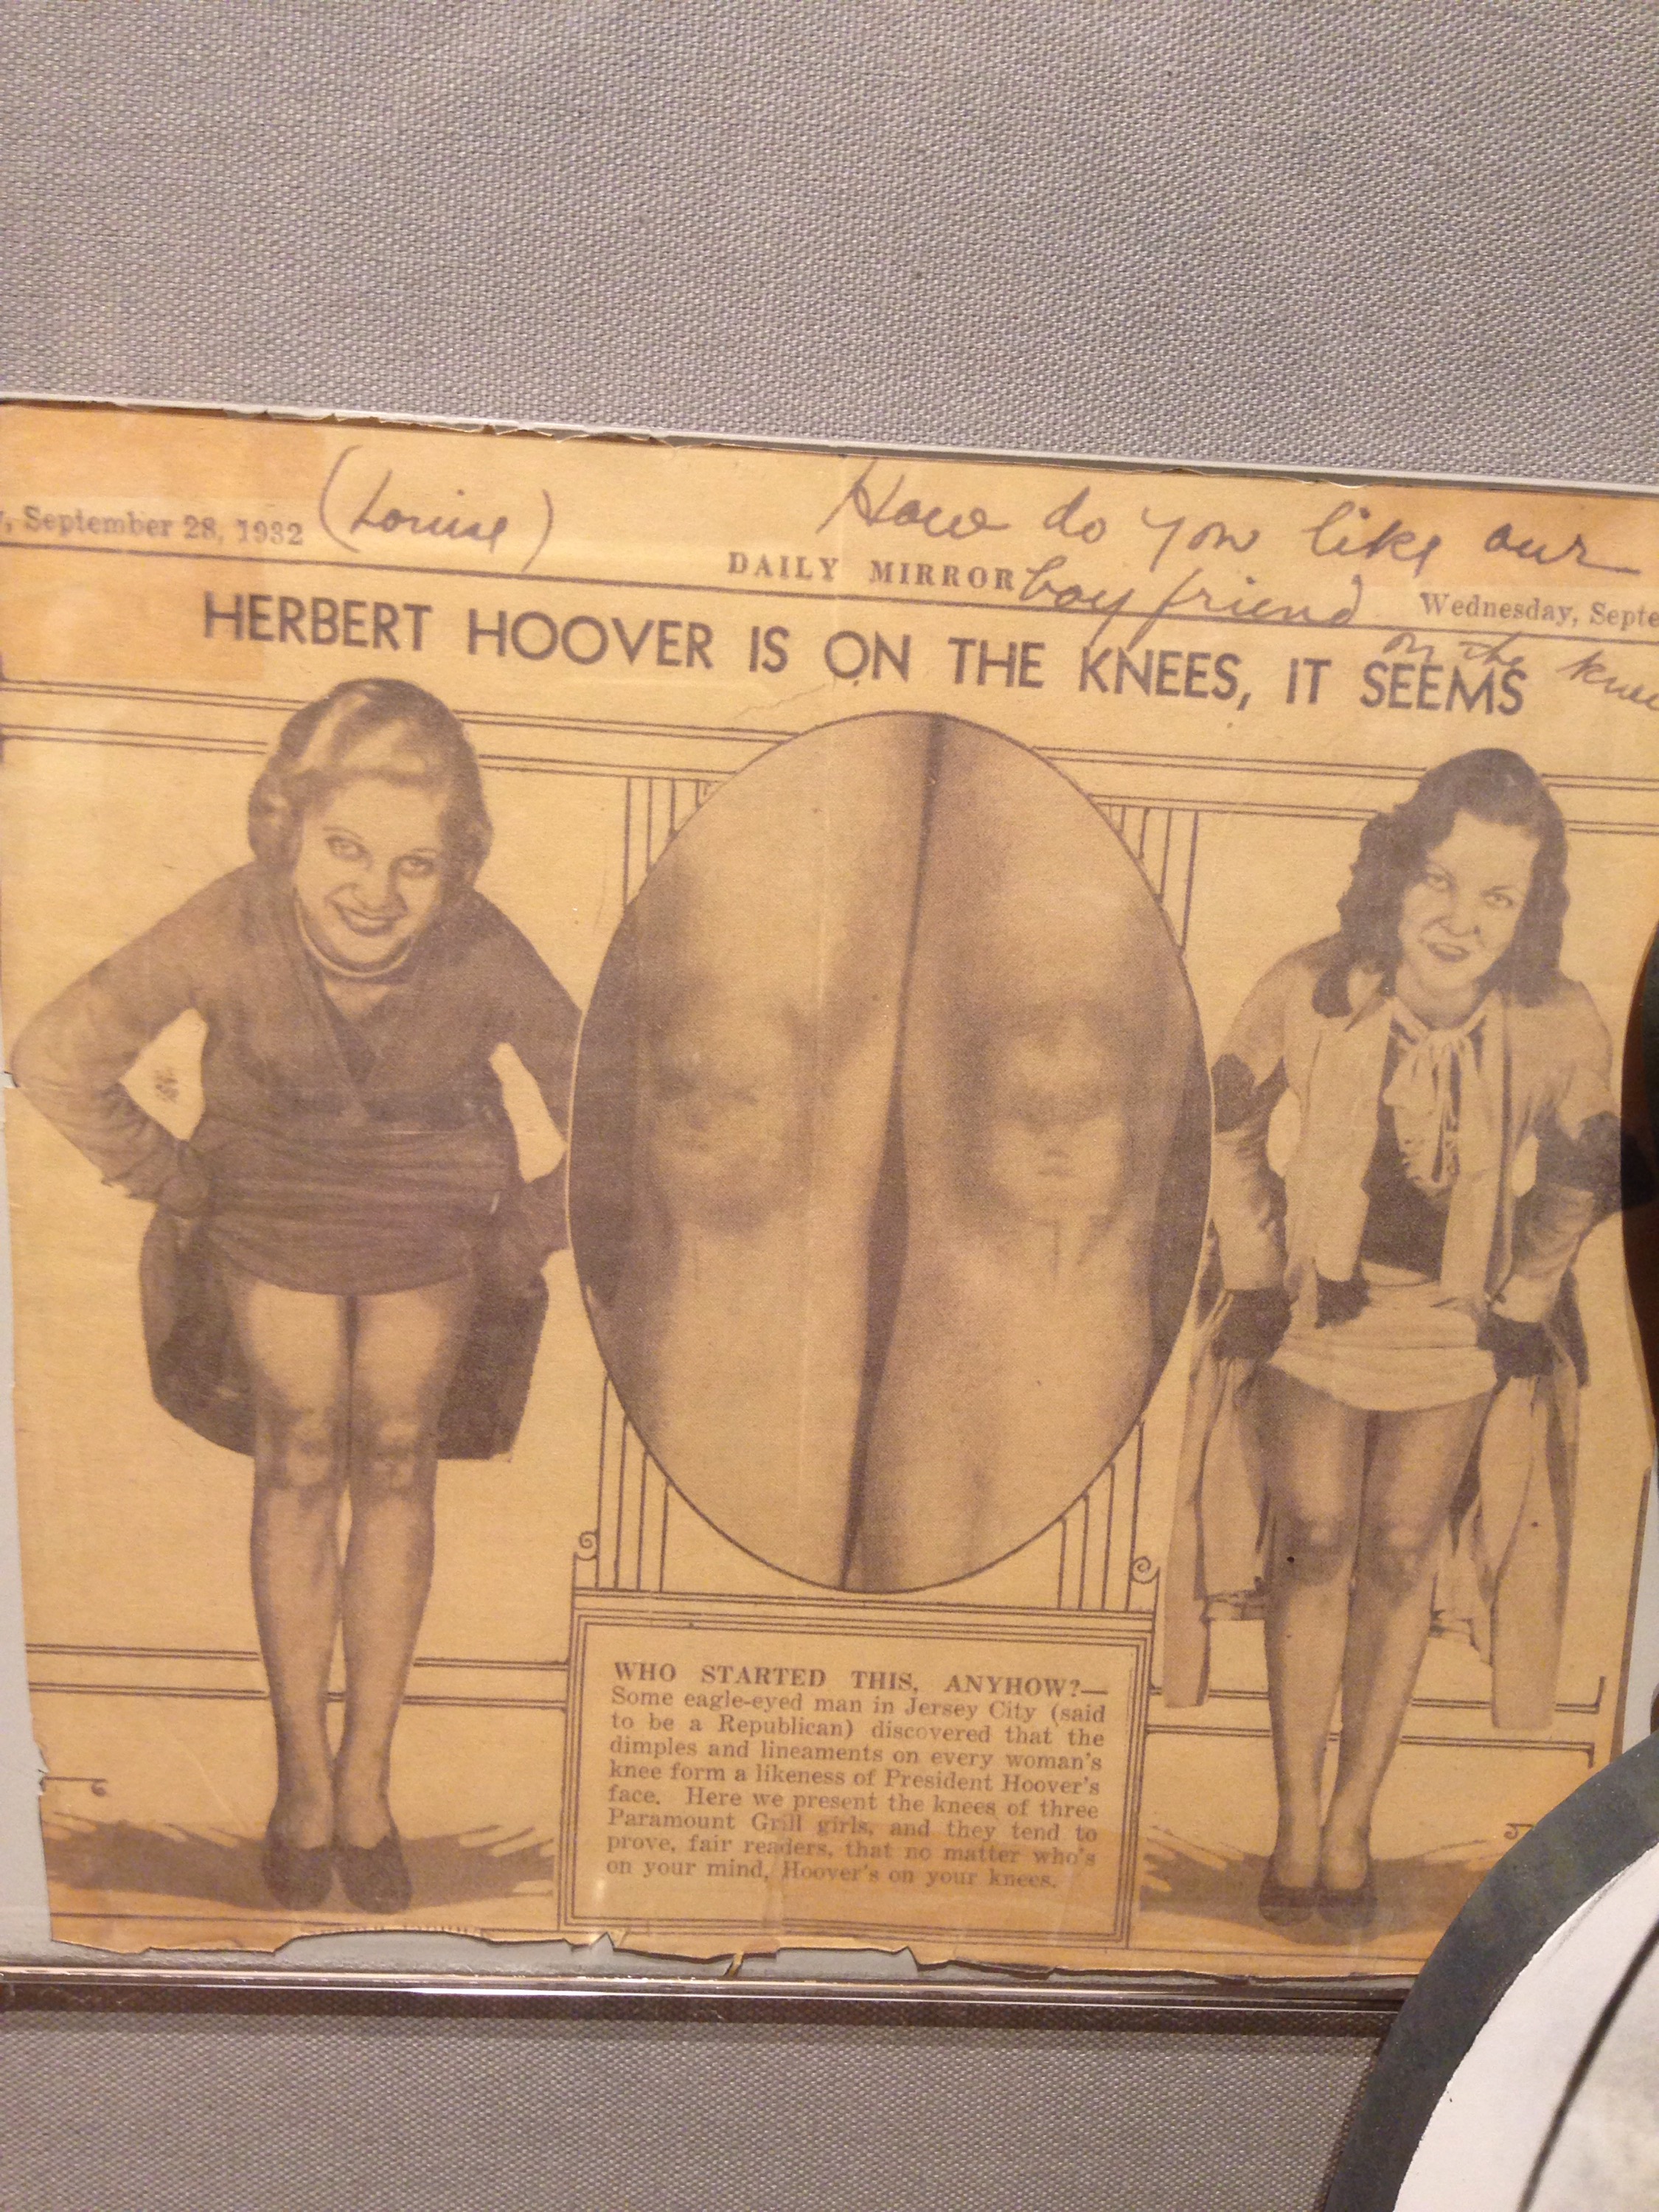 , September 28, 1932
(Louise)
How do you like our
DAILY MIRROR
boy friend
on the knee
Wednesday, Septe
HERBERT HOOVER IS ON THE KNEES, IT SEEMS
WHO STARTED THIS, ANYHOW?—
Some eagle-eyed man in Jersey City (said
to be a Republican) discovered that the
dimples and lineaments on every woman's
knee form a likeness of President Hoover's
face. Here we present the knees of three
Paramount Grill girls, and they tend to
prove, fair readers, that no matter who's
on your mind, Hoover's on your knees.